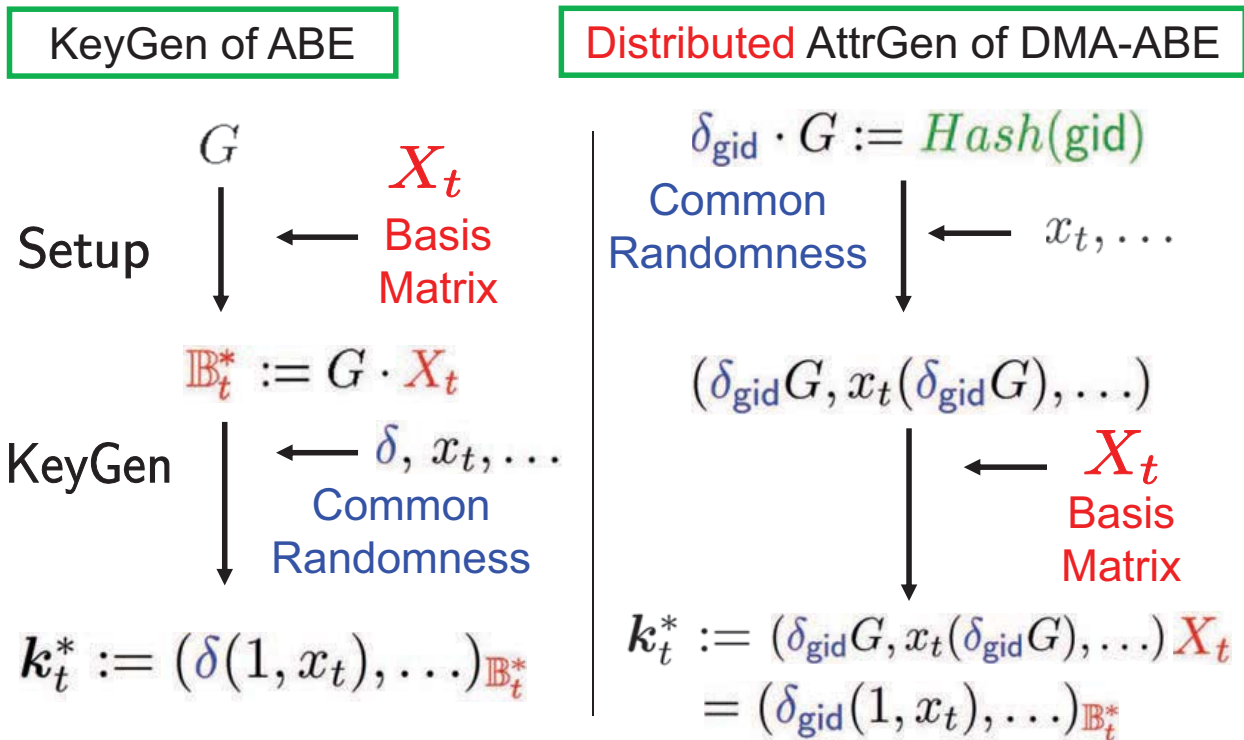 KeyGen of ABE
G
X_t
Basis
Matrix
Setup
𝔹*_t := G · X_t
KeyGen
δ, x_t, ...
Common
Randomness
k*_t := (δ(1, x_t), ...)_{𝔹*_t}
Distributed AttrGen of DMA-ABE
δ_gid · G := Hash(gid)
Common
Randomness
x_t, ...
(δ_gid G, x_t(δ_gid G), ...)
X_t
Basis
Matrix
k*_t := (δ_gid G, x_t(δ_gid G), ...) X_t
= (δ_gid(1, x_t), ...)_{𝔹*_t}